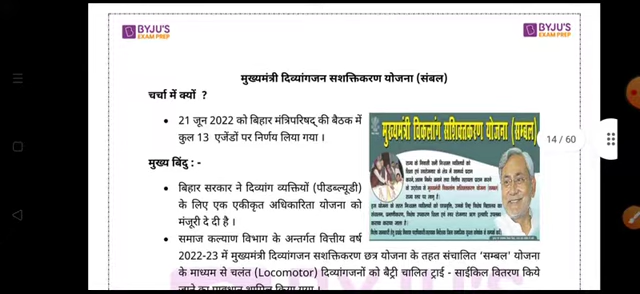 BYJU'S
EXAM PREP
BYJU'S
EXAM PREP
मुख्यमंत्री दिव्यांगजन सशक्तिकरण योजना (संबल)
चर्चा में क्यों ?
• 21 जून 2022 को बिहार मंत्रिपरिषद् की बैठक में
कुल 13 एजेंडों पर निर्णय लिया गया ।
मुख्यमंत्री विकलांग सशक्तिकरण योजना (सम्बल)
14 / 60
मुख्य बिंदु : -
• बिहार सरकार ने दिव्यांग व्यक्तियों (पीडब्ल्यूडी)
के लिए एक एकीकृत अधिकारिता योजना को
मंजूरी दे दी है ।
• समाज कल्याण विभाग के अन्तर्गत वित्तीय वर्ष
2022-23 में मुख्यमंत्री दिव्यांगजन सशक्तिकरण छत्र योजना के तहत संचालित 'सम्बल' योजना
के माध्यम से चलंत (Locomotor) दिव्यांगजनों को बैट्री चालित ट्राई - साईकिल वितरण किये
जाने का प्रावधान शामिल किया गया ।